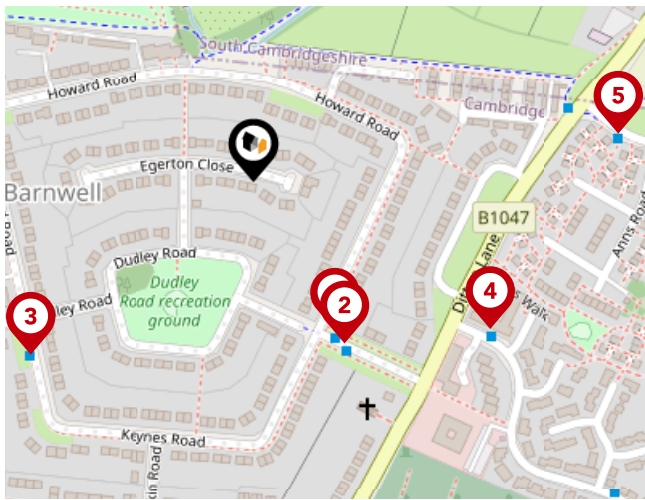 South Cambridgeshire
Howard Road
Howard Road
Cambridge
5
Egerton Close
Barnwell
B1047
Anns Road
Dudley Road
Dudley
Road recreation
ground
2
4
3
Road
Keynes Road